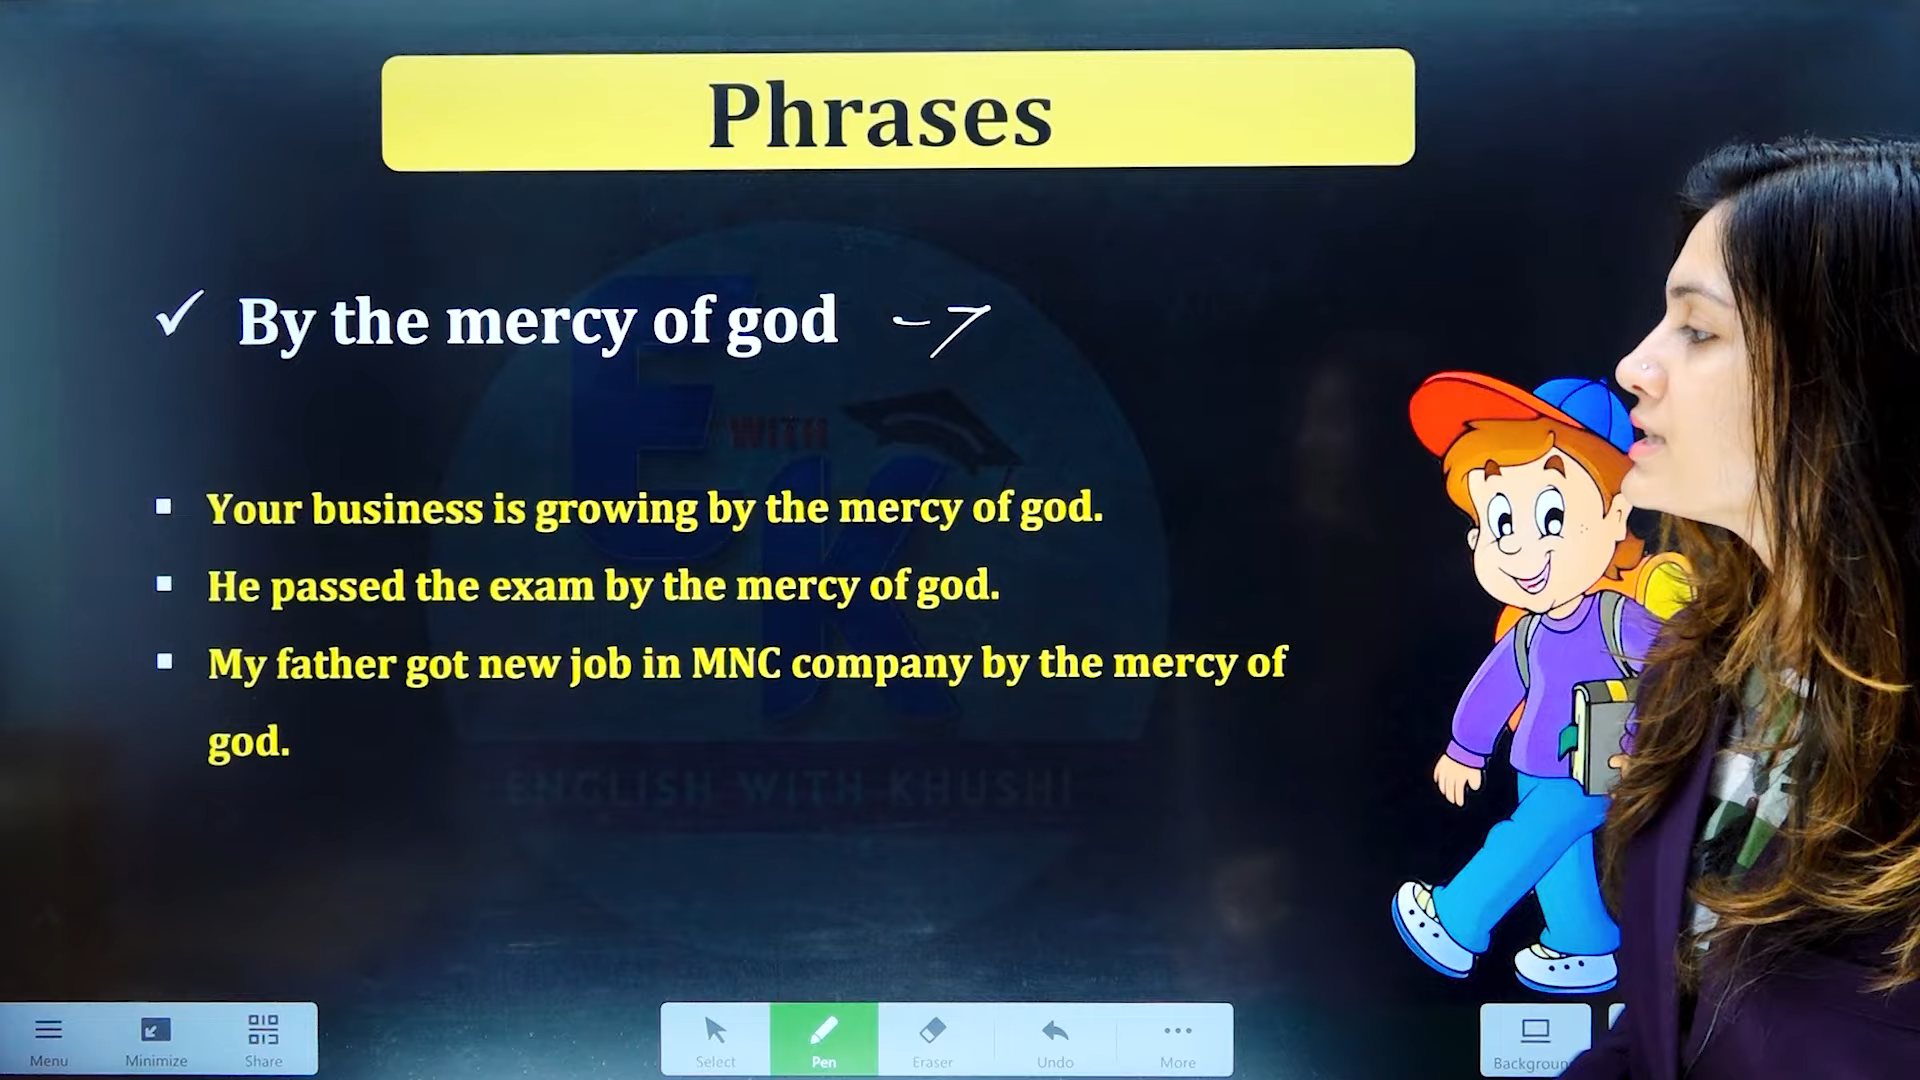 Phrases
✓ By the mercy of god
WITH
E
K
▪ Your business is growing by the mercy of god.
▪ He passed the exam by the mercy of god.
▪ My father got new job in MNC company by the mercy of
god.
ENGLISH WITH KHUSHI
Menu
Minimize
Share
Select
Pen
Eraser
Undo
More